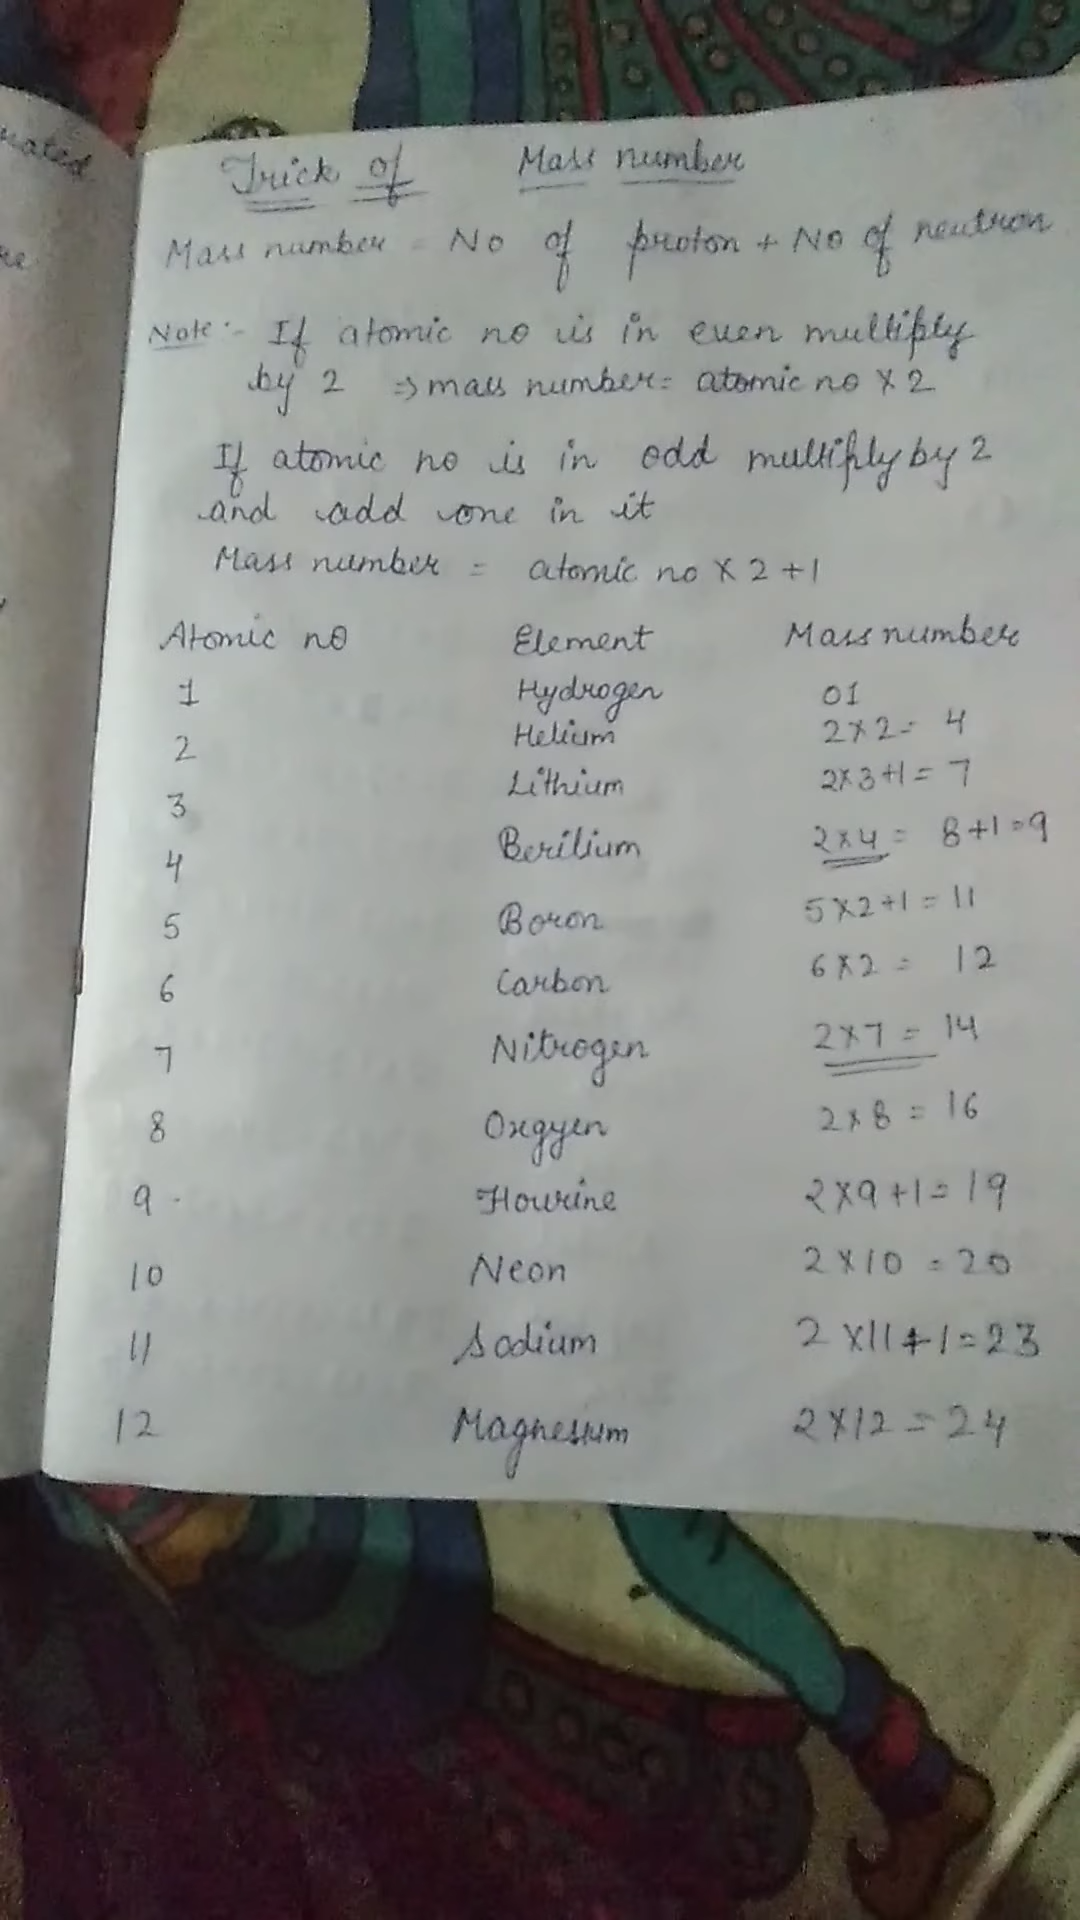 uated
re
Trick of Mass number
Mass number = No of proton + No of neutron
Note :- If atomic no is in even multiply
by 2 => mass number = atomic no X 2
If atomic no is in odd multiply by 2
and add one in it
Mass number = atomic no X 2 + 1
Atomic no Element Mass number
1 Hydrogen 01
2 Helium 2X2= 4
3 Lithium 2X3+1 = 7
4 Berilium 2X4 = 8+1=9
5 Boron 5X2+1 = 11
6 Carbon 6X2 = 12
7 Nitrogen 2X7 = 14
8 Oxgyen 2X8 = 16
9 Flourine 2X9+1= 19
10 Neon 2X10 = 20
11 Sodium 2X11+1=23
12 Magnesium 2X12=24